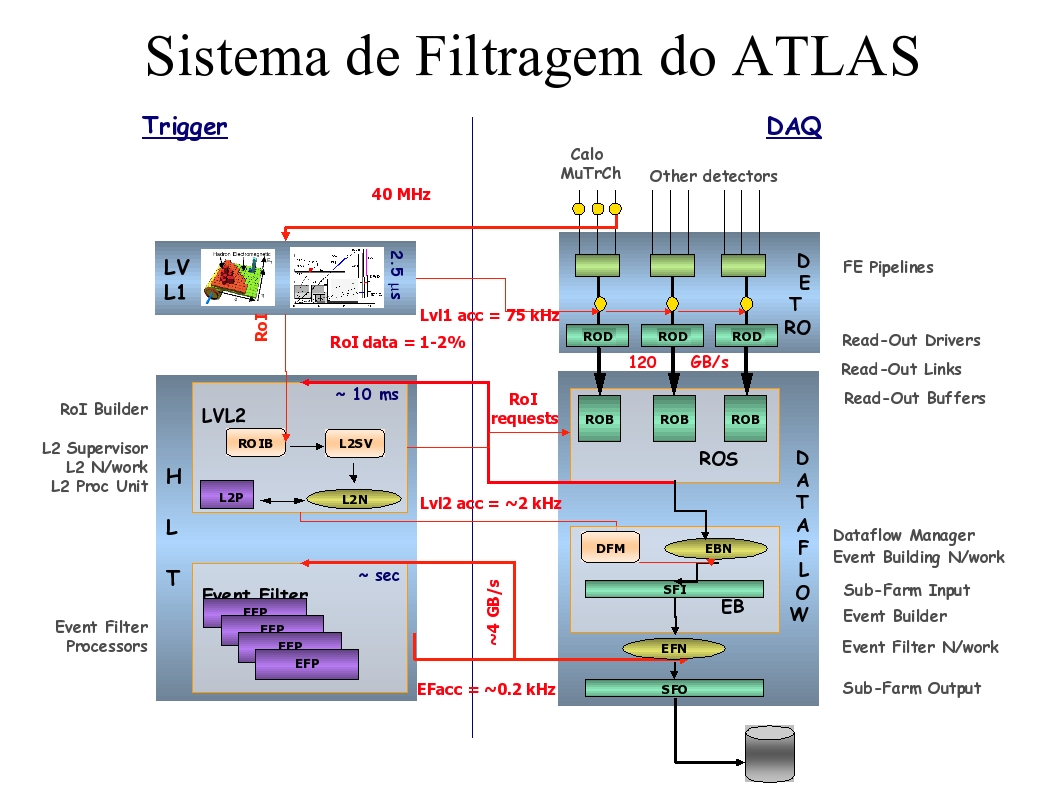 Sistema de Filtragem do ATLAS
Trigger
DAQ
Calo
MuTrCh
Other detectors
40 MHz
LV
L1
Hadron Electromagnetic
2.5 µs
D
E
T
RO
FE Pipelines
Lvl1 acc = 75 kHz
RoI
RoI data = 1-2%
ROD
ROD
ROD
Read-Out Drivers
120 GB/s
Read-Out Links
~ 10 ms
RoI
requests
Read-Out Buffers
RoI Builder
LVL2
ROIB
L2SV
ROB
ROB
ROB
L2 Supervisor
L2 N/work
L2 Proc Unit
ROS
H
L
T
D
A
T
A
F
L
O
W
L2P
L2N
Lvl2 acc = ~2 kHz
DFM
EBN
Dataflow Manager
Event Building N/work
~ sec
Event Filter
SFI
EB
Sub-Farm Input
Event Builder
~4 GB/s
EFP
EFP
EFP
EFP
Event Filter
Processors
EFN
Event Filter N/work
EFacc = ~0.2 kHz
SFO
Sub-Farm Output